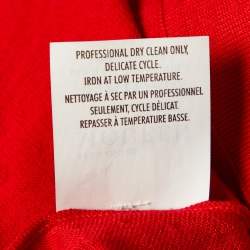 PROFESSIONAL DRY CLEAN ONLY,
DELICATE CYCLE.
IRON AT LOW TEMPERATURE.
NETTOYAGE À SEC PAR UN PROFESSIONNEL
SEULEMENT, CYCLE DÉLICAT.
REPASSER À TEMPÉRATURE BASSE.